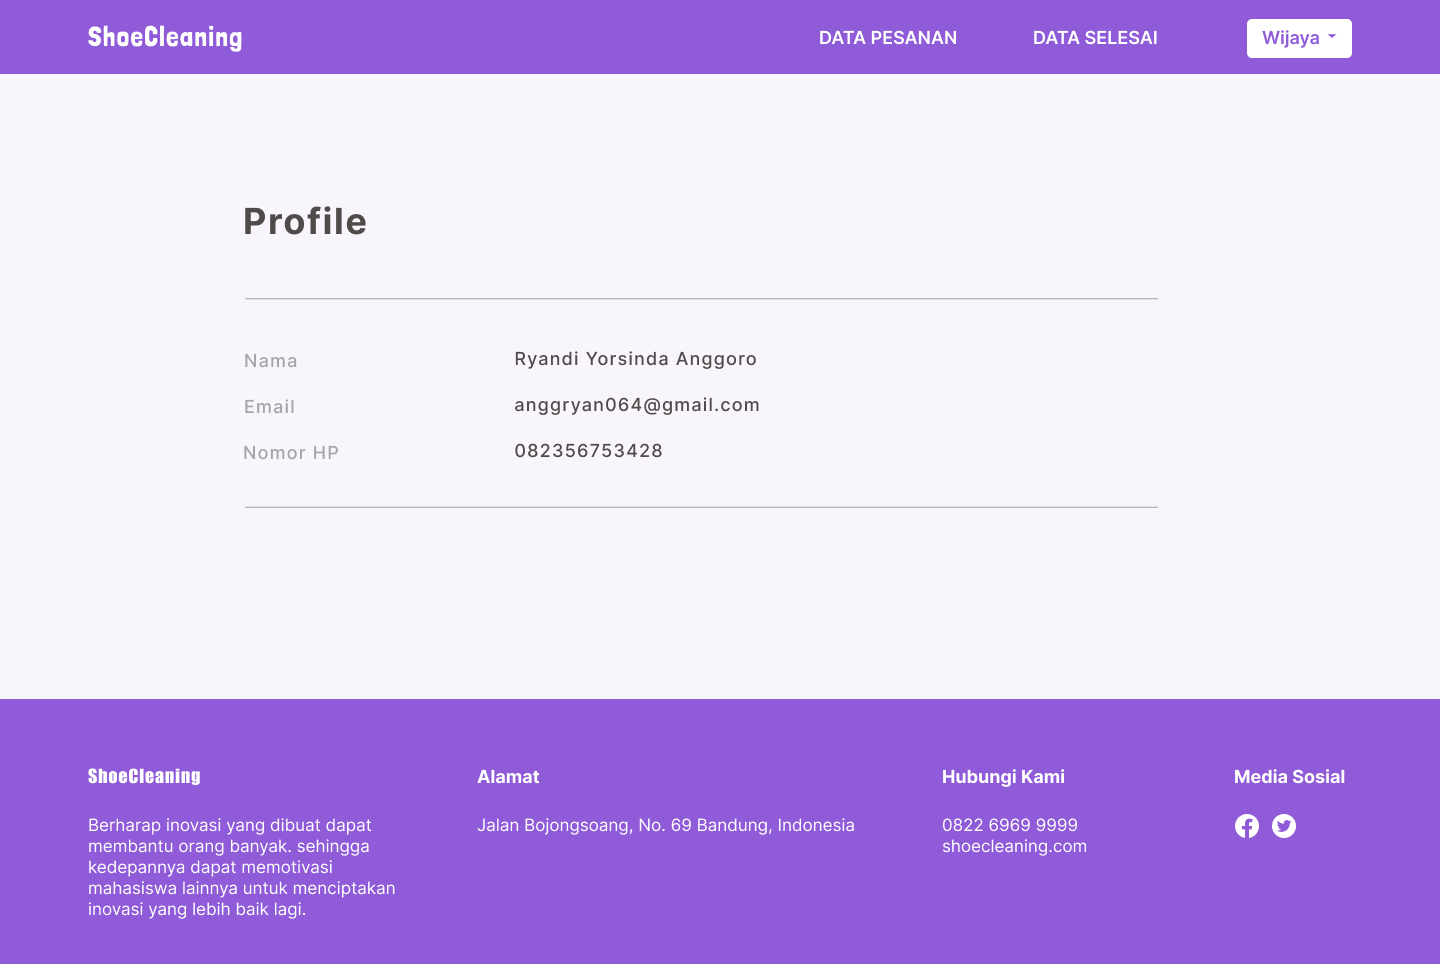 ShoeCleaning
DATA PESANAN
DATA SELESAI
Wijaya
Profile
Nama
Ryandi Yorsinda Anggoro
Email
anggryan064@gmail.com
Nomor HP
082356753428
ShoeCleaning
Berharap inovasi yang dibuat dapat
membantu orang banyak. sehingga
kedepannya dapat memotivasi
mahasiswa lainnya untuk menciptakan
inovasi yang lebih baik lagi.
Alamat
Jalan Bojongsoang, No. 69 Bandung, Indonesia
Hubungi Kami
0822 6969 9999
shoecleaning.com
Media Sosial